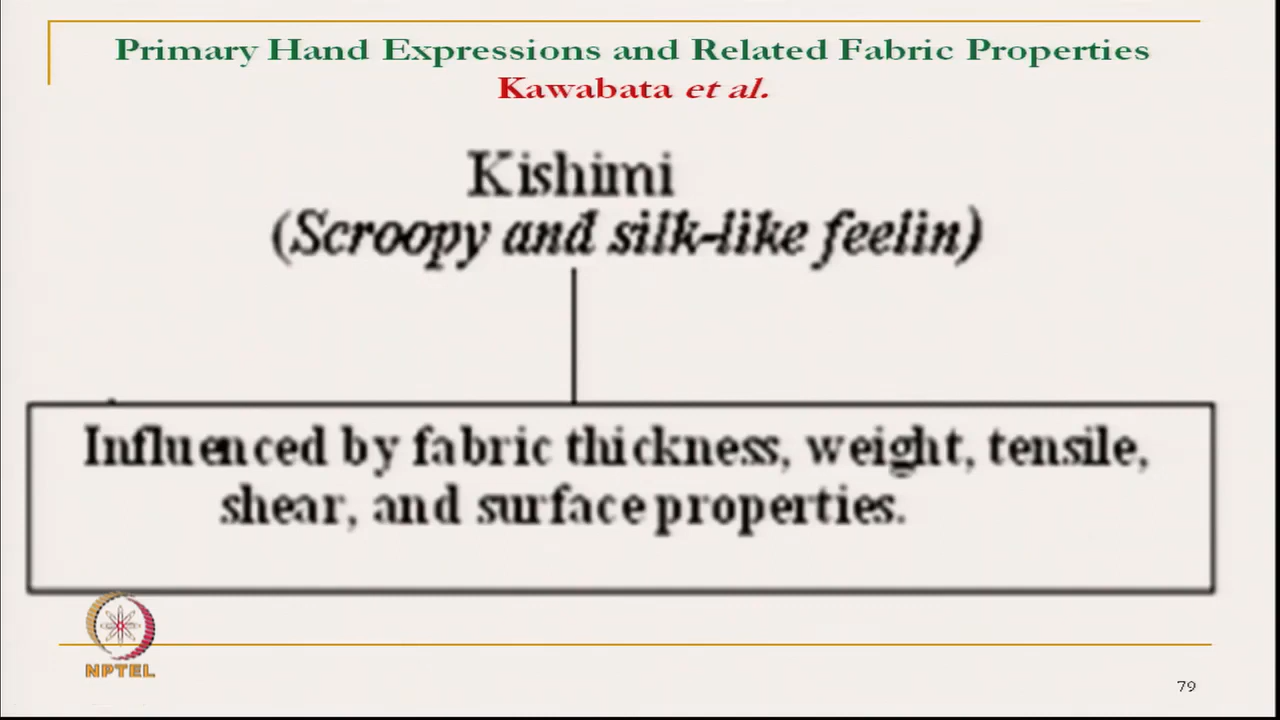 Primary Hand Expressions and Related Fabric Properties
Kawabata et al.
Kishimi
(Scroopy and silk-like feelin)
Influenced by fabric thickness, weight, tensile,
shear, and surface properties.
NPTEL
79